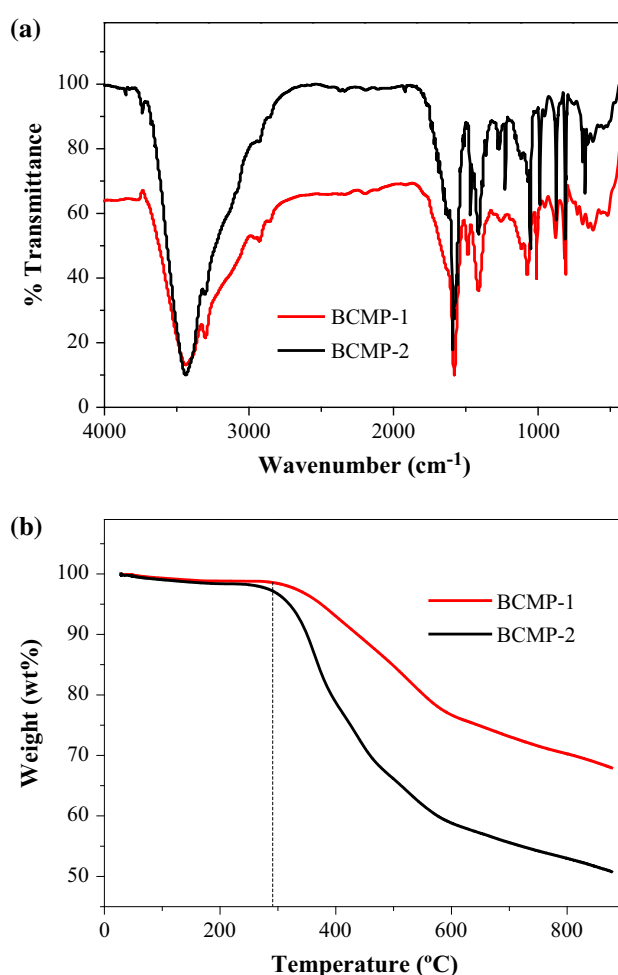 (a)
100
80
60
40
20
0
% Transmittance
BCMP-1
BCMP-2
4000 3000 2000 1000
Wavenumber (cm⁻¹)
(b)
100
90
80
70
60
50
Weight (wt%)
BCMP-1
BCMP-2
0 200 400 600 800
Temperature (ºC)